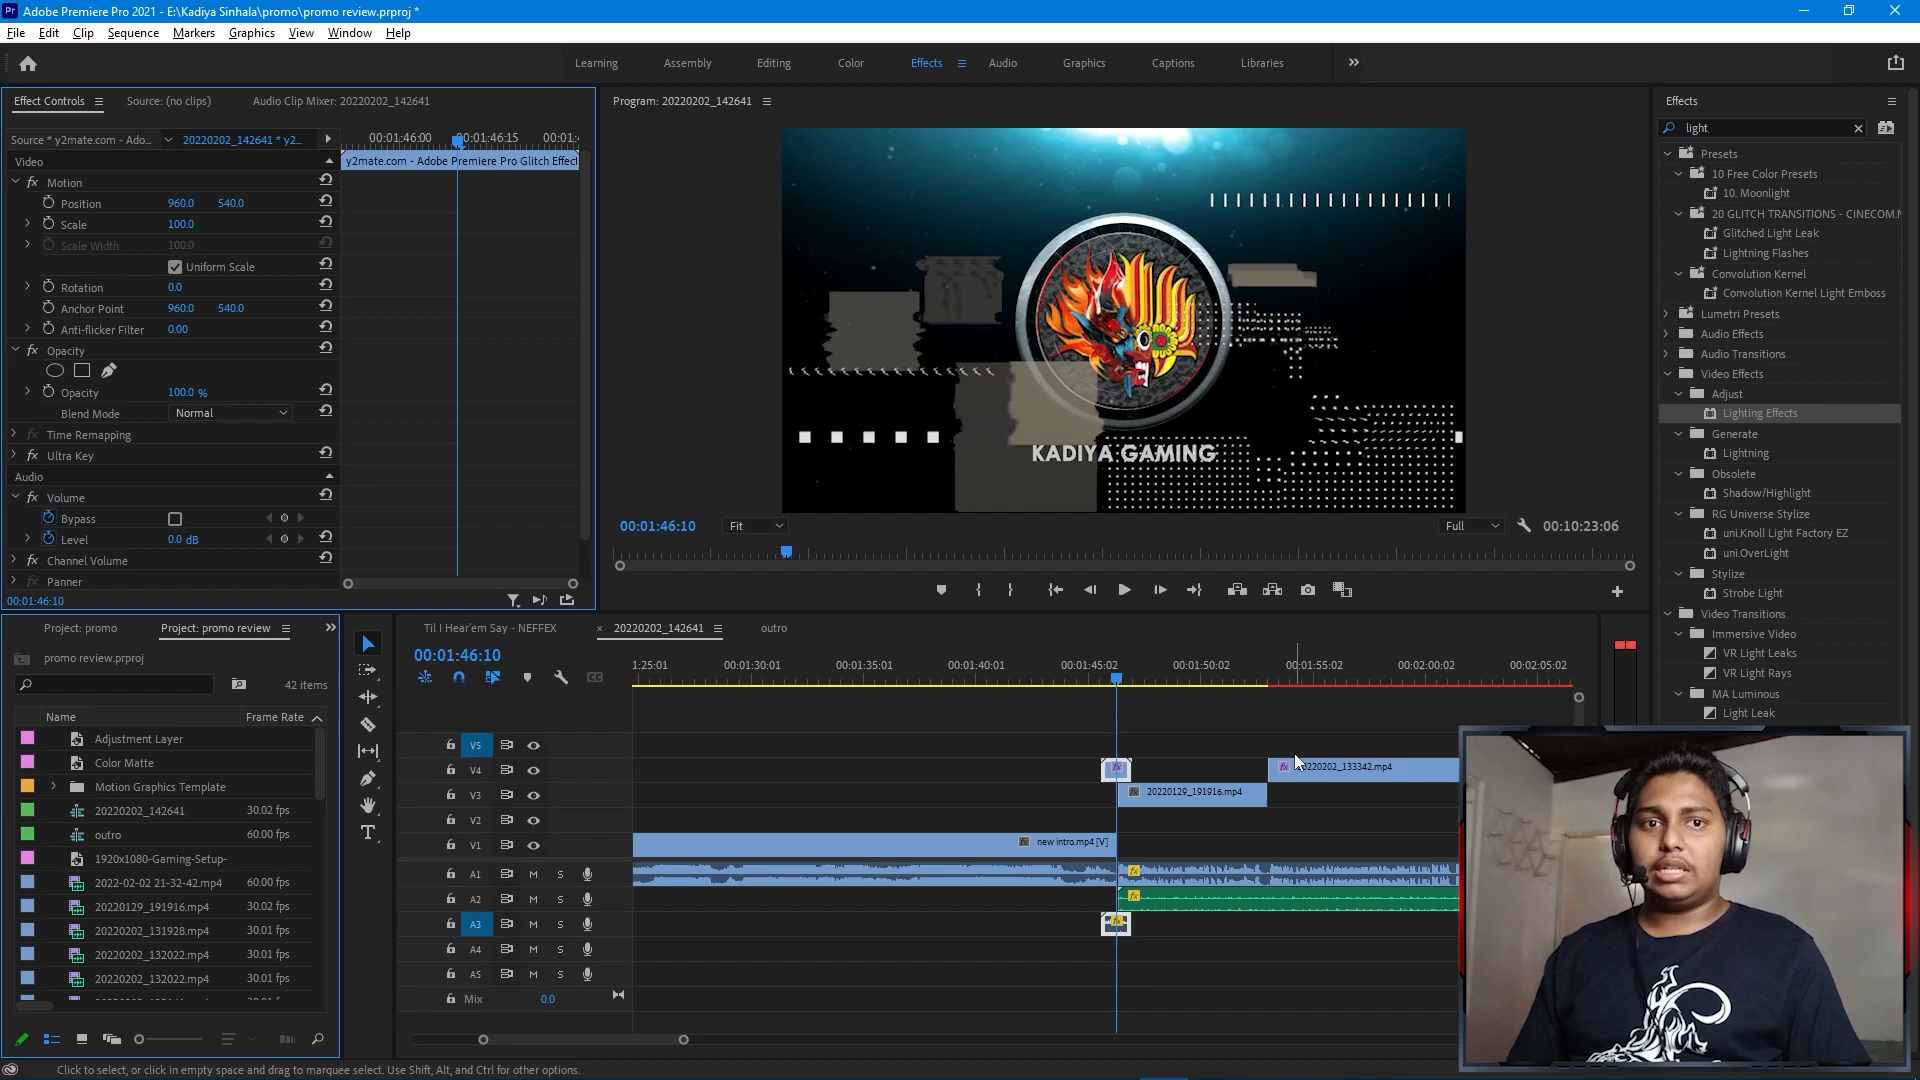 Adobe Premiere Pro 2021 - E:\Kadiya Sinhala\promo\promo review.prproj *
File Edit Clip Sequence Markers Graphics View Window Help
Learning Assembly Editing Color Effects Audio Graphics Captions Libraries
Effect Controls Source: (no clips) Audio Clip Mixer: 20220202_142641
Source * y2mate.com - Ado... 20220202_142641 * y2...
00:01:46:00 00:01:46:15
Video
y2mate.com - Adobe Premiere Pro Glitch Effect
fx Motion
Position 960.0 540.0
Scale 100.0
Scale Width 100.0
Uniform Scale
Rotation 0.0
Anchor Point 960.0 540.0
Anti-flicker Filter 0.00
fx Opacity
Opacity 100.0 %
Blend Mode Normal
fx Time Remapping
fx Ultra Key
Audio
fx Volume
Bypass
Level 0.0 dB
fx Channel Volume
fx Panner
00:01:46:10
Program: 20220202_142641
KADIYA GAMING
00:01:46:10 Fit Full 00:10:23:06
Effects
light
Presets
10 Free Color Presets
10. Moonlight
20 GLITCH TRANSITIONS - CINECOM.N
Glitched Light Leak
Lightning Flashes
Convolution Kernel
Convolution Kernel Light Emboss
Lumetri Presets
Audio Effects
Audio Transitions
Video Effects
Adjust
Lighting Effects
Generate
Lightning
Obsolete
Shadow/Highlight
RG Universe Stylize
uni.Knoll Light Factory EZ
uni.OverLight
Stylize
Strobe Light
Video Transitions
Immersive Video
VR Light Leaks
VR Light Rays
MA Luminous
Light Leak
Project: promo Project: promo review
promo review.prproj
42 items
Name Frame Rate
Adjustment Layer
Color Matte
Motion Graphics Template
20220202_142641 30.02 fps
outro 60.00 fps
1920x1080-Gaming-Setup-
2022-02-02 21-32-42.mp4 60.00 fps
20220129_191916.mp4 30.02 fps
20220202_131928.mp4 30.01 fps
20220202_132022.mp4 30.01 fps
20220202_132022.mp4 30.01 fps
Til I Hear'em Say - NEFFEX 20220202_142641 outro
00:01:46:10
1:25:01 00:01:30:01 00:01:35:01 00:01:40:01 00:01:45:02 00:01:50:02 00:01:55:02 00:02:00:02 00:02:05:02
V5
V4 fx fx 20220202_133342.mp4
V3 fx 20220129_191916.mp4
V2
V1 fx new intro.mp4 [V]
A1 M S fx
A2 M S fx
A3 M S fx
A4 M S
A5 M S
Mix 0.0
Click to select, or click in empty space and drag to marquee select. Use Shift, Alt, and Ctrl for other options.